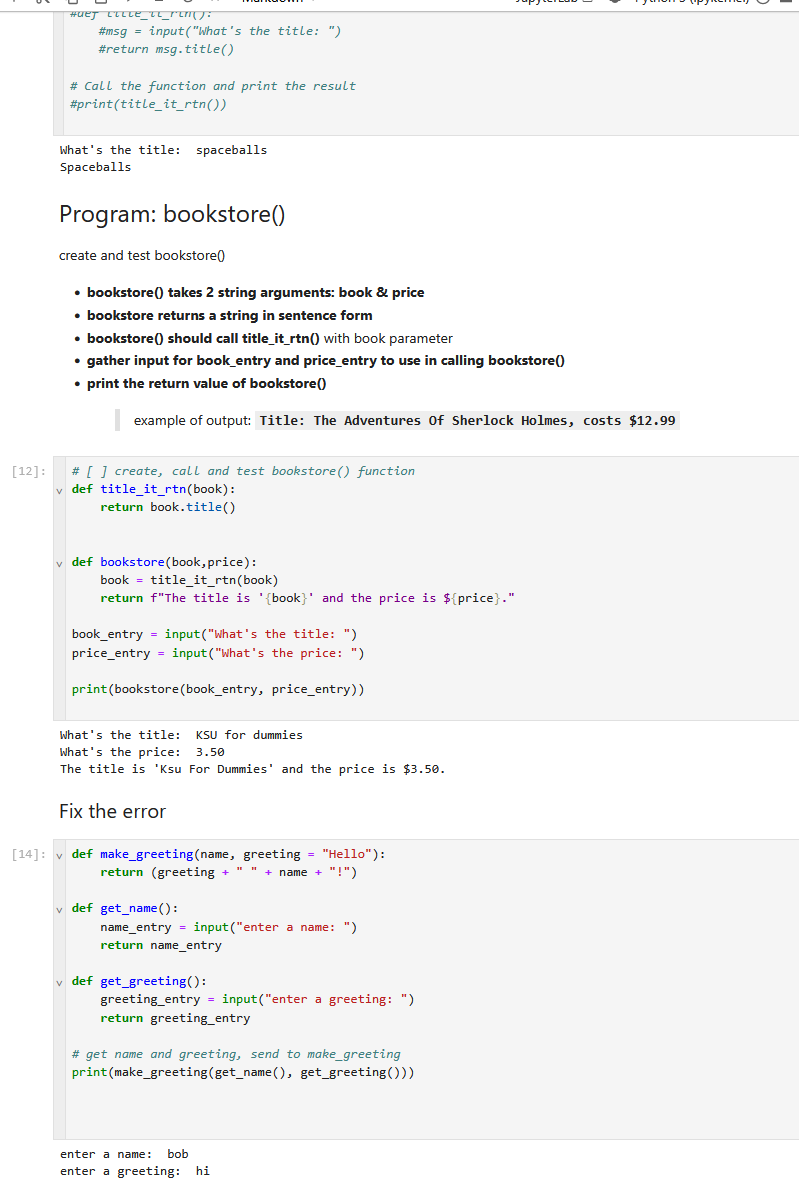 Markdown
#def title_it_rtn():
#msg = input("What's the title: ")
#return msg.title()
# Call the function and print the result
#print(title_it_rtn())
What's the title:  spaceballs
Spaceballs
Program: bookstore()
create and test bookstore()
• bookstore() takes 2 string arguments: book & price
• bookstore returns a string in sentence form
• bookstore() should call title_it_rtn() with book parameter
• gather input for book_entry and price_entry to use in calling bookstore()
• print the return value of bookstore()
example of output: Title: The Adventures Of Sherlock Holmes, costs $12.99
[12]: # [ ] create, call and test bookstore() function
def title_it_rtn(book):
return book.title()
def bookstore(book,price):
book = title_it_rtn(book)
return f"The title is '{book}' and the price is ${price}."
book_entry = input("What's the title: ")
price_entry = input("What's the price: ")
print(bookstore(book_entry, price_entry))
What's the title:  KSU for dummies
What's the price:  3.50
The title is 'Ksu For Dummies' and the price is $3.50.
Fix the error
[14]: def make_greeting(name, greeting = "Hello"):
return (greeting + " " + name + "!")
def get_name():
name_entry = input("enter a name: ")
return name_entry
def get_greeting():
greeting_entry = input("enter a greeting: ")
return greeting_entry
# get name and greeting, send to make_greeting
print(make_greeting(get_name(), get_greeting()))
enter a name:  bob
enter a greeting:  hi